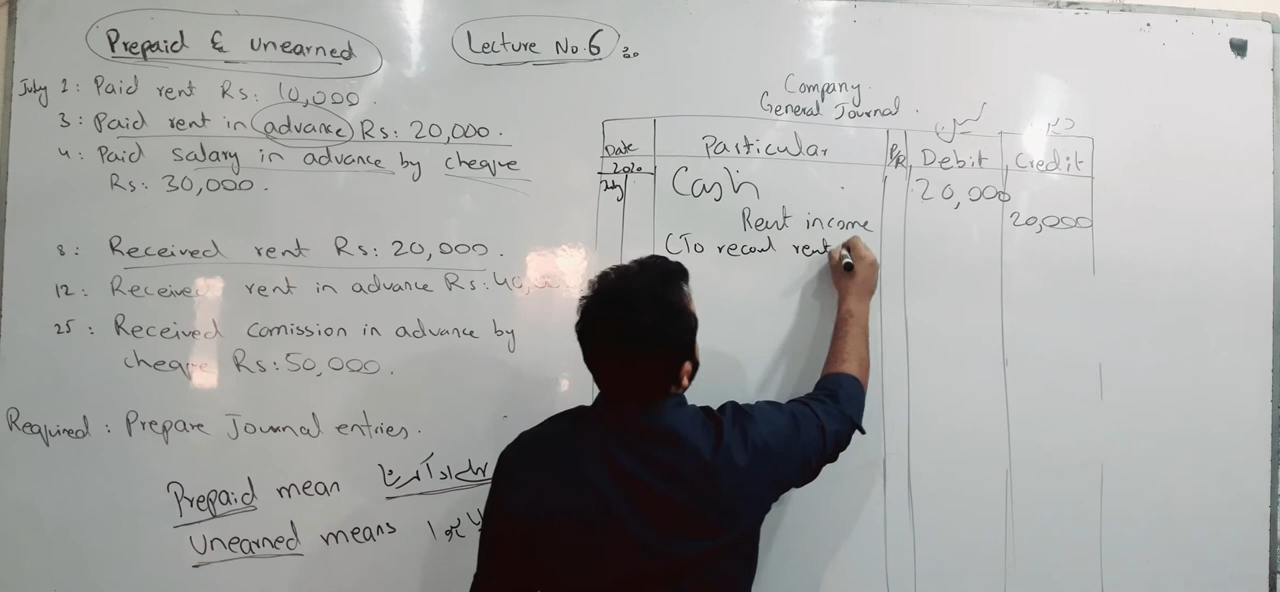 Prepaid & Unearned
Lecture No. 6
July 1: Paid rent Rs: 10,000.
3: Paid rent in advance Rs: 20,000.
4: Paid salary in advance by cheque
Rs: 30,000.
8: Received rent Rs: 20,000.
12: Received rent in advance Rs: 40,
25: Received comission in advance by
cheque Rs: 50,000.
Required: Prepare Journal entries.
Prepaid mean
Unearned means
Company.
General Journal.
Date Particular P/R Debit Credit
2020
July Cash 20,000
Rent income 20,000
(To record rent